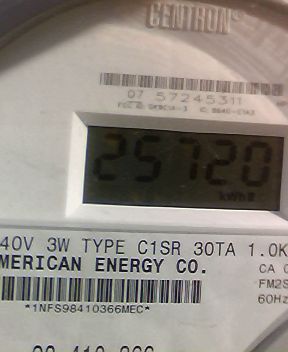 CENTRON®
07 57245311
25720
kWh
40V 3W TYPE C1SR 30TA 1.0K
MERICAN ENERGY CO.
CA 0
FM2S
60Hz
*1NFS98410366MEC*